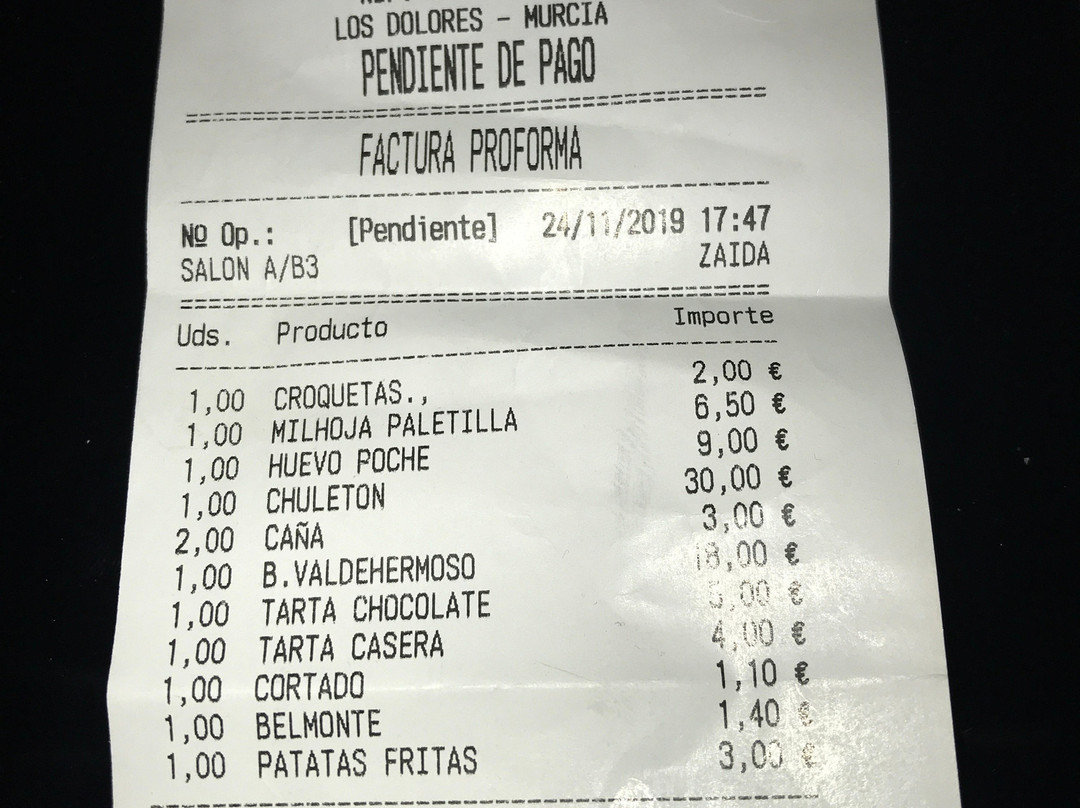 LOS DOLORES - MURCIA
PENDIENTE DE PAGO
FACTURA PROFORMA
Nº Op.: [Pendiente] 24/11/2019 17:47
SALON A/B3 ZAIDA
Uds. Producto Importe
1,00 CROQUETAS., 2,00 €
1,00 MILHOJA PALETILLA 6,50 €
1,00 HUEVO POCHE 9,00 €
1,00 CHULETON 30,00 €
2,00 CAÑA 3,00 €
1,00 B.VALDEHERMOSO 18,00 €
1,00 TARTA CHOCOLATE 5,00 €
1,00 TARTA CASERA 4,00 €
1,00 CORTADO 1,10 €
1,00 BELMONTE 1,40 €
1,00 PATATAS FRITAS 3,00 €